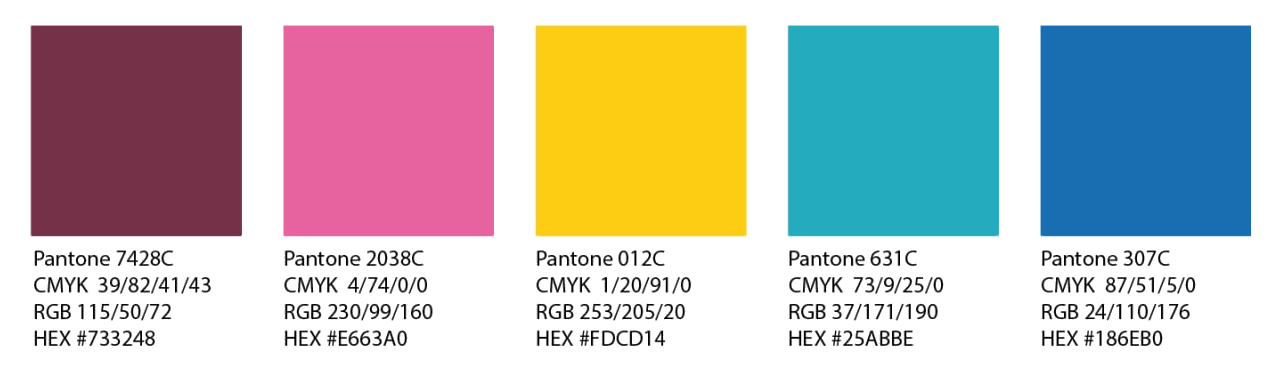 Pantone 7428C
CMYK  39/82/41/43
RGB 115/50/72
HEX #733248
Pantone 2038C
CMYK  4/74/0/0
RGB 230/99/160
HEX #E663A0
Pantone 012C
CMYK  1/20/91/0
RGB 253/205/20
HEX #FDCD14
Pantone 631C
CMYK  73/9/25/0
RGB 37/171/190
HEX #25ABBE
Pantone 307C
CMYK  87/51/5/0
RGB 24/110/176
HEX #186EB0